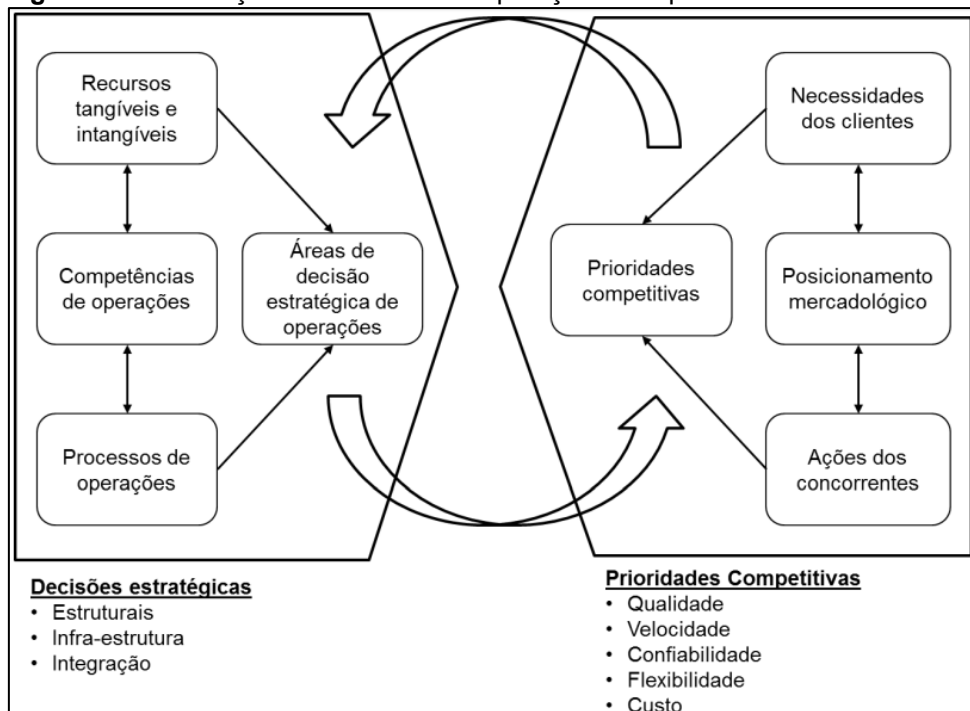 Recursos
tangíveis e
intangíveis
Competências
de operações
Processos de
operações
Áreas de
decisão
estratégica de
operações
Prioridades
competitivas
Necessidades
dos clientes
Posicionamento
mercadológico
Ações dos
concorrentes
Decisões estratégicas
• Estruturais
• Infra-estrutura
• Integração
Prioridades Competitivas
• Qualidade
• Velocidade
• Confiabilidade
• Flexibilidade
• Custo